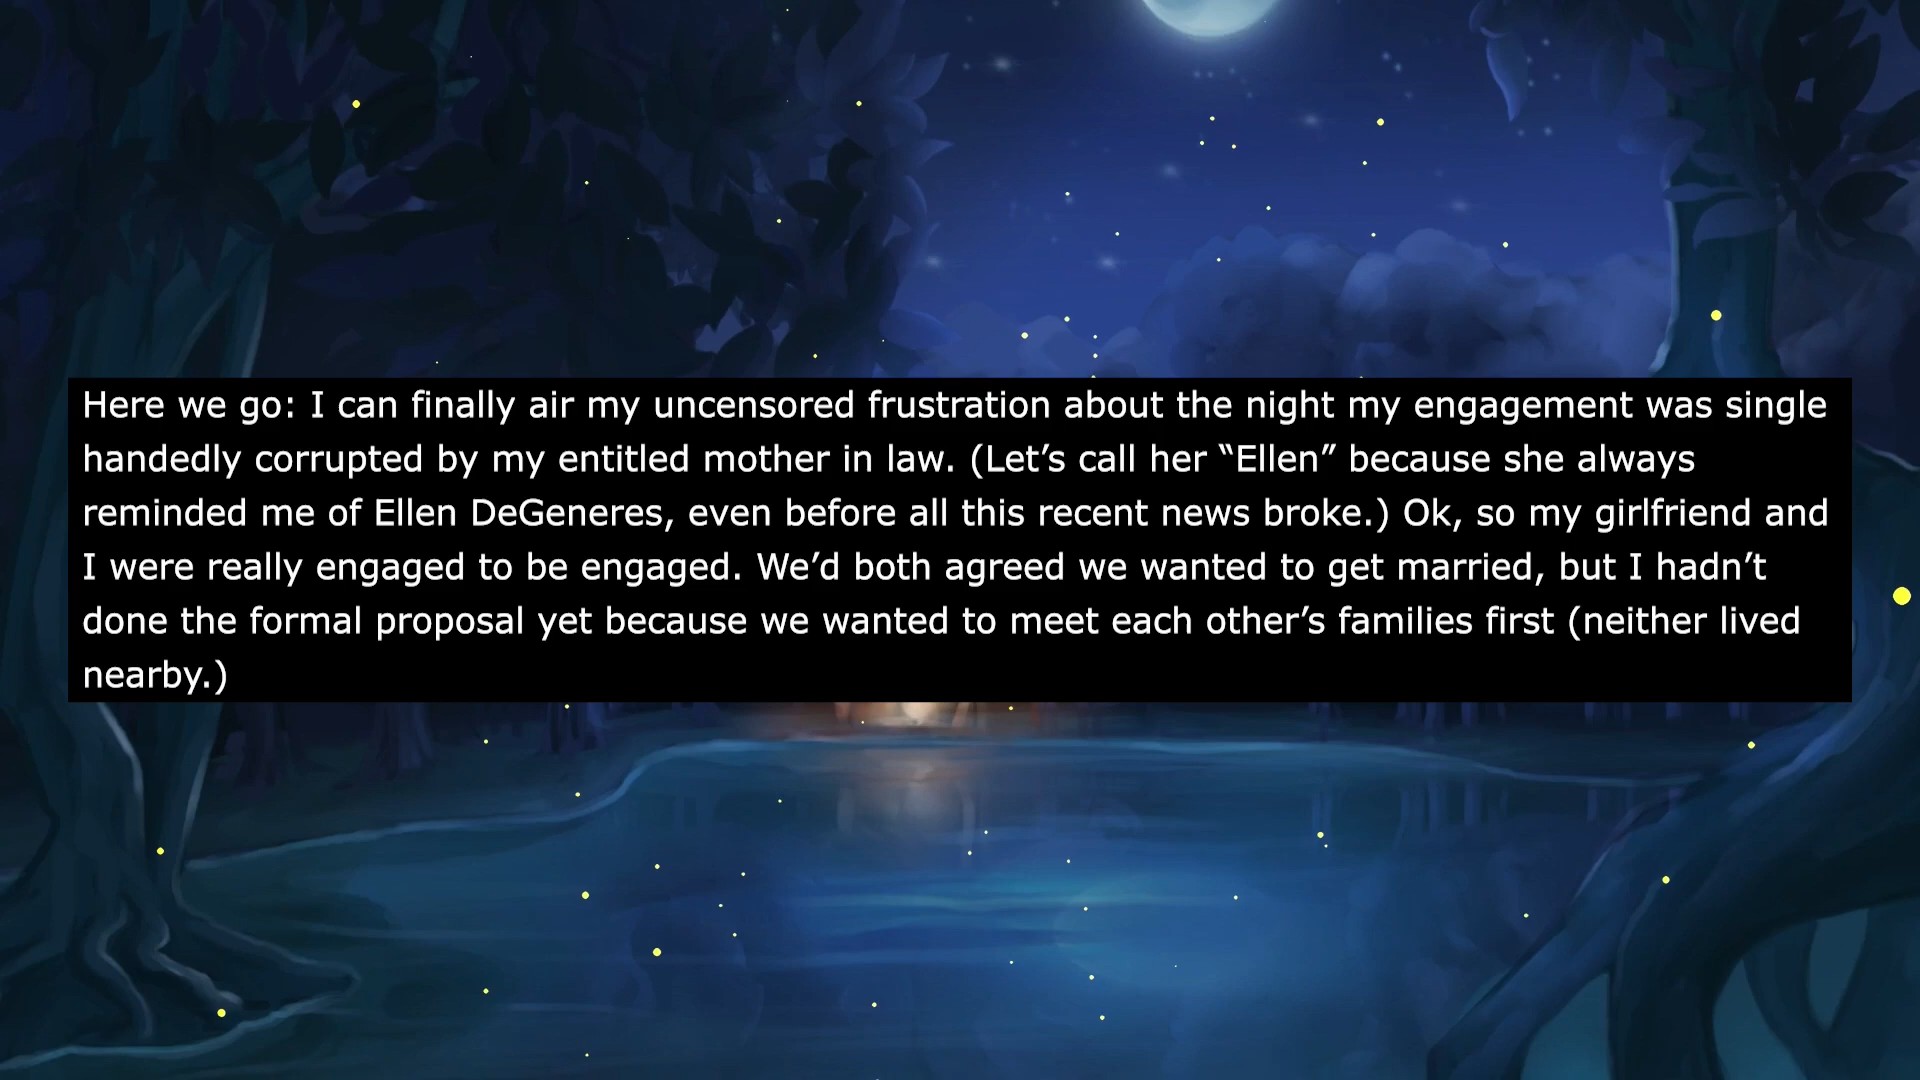 Here we go: I can finally air my uncensored frustration about the night my engagement was single
handedly corrupted by my entitled mother in law. (Let’s call her “Ellen” because she always
reminded me of Ellen DeGeneres, even before all this recent news broke.) Ok, so my girlfriend and
I were really engaged to be engaged. We’d both agreed we wanted to get married, but I hadn’t
done the formal proposal yet because we wanted to meet each other’s families first (neither lived
nearby.)